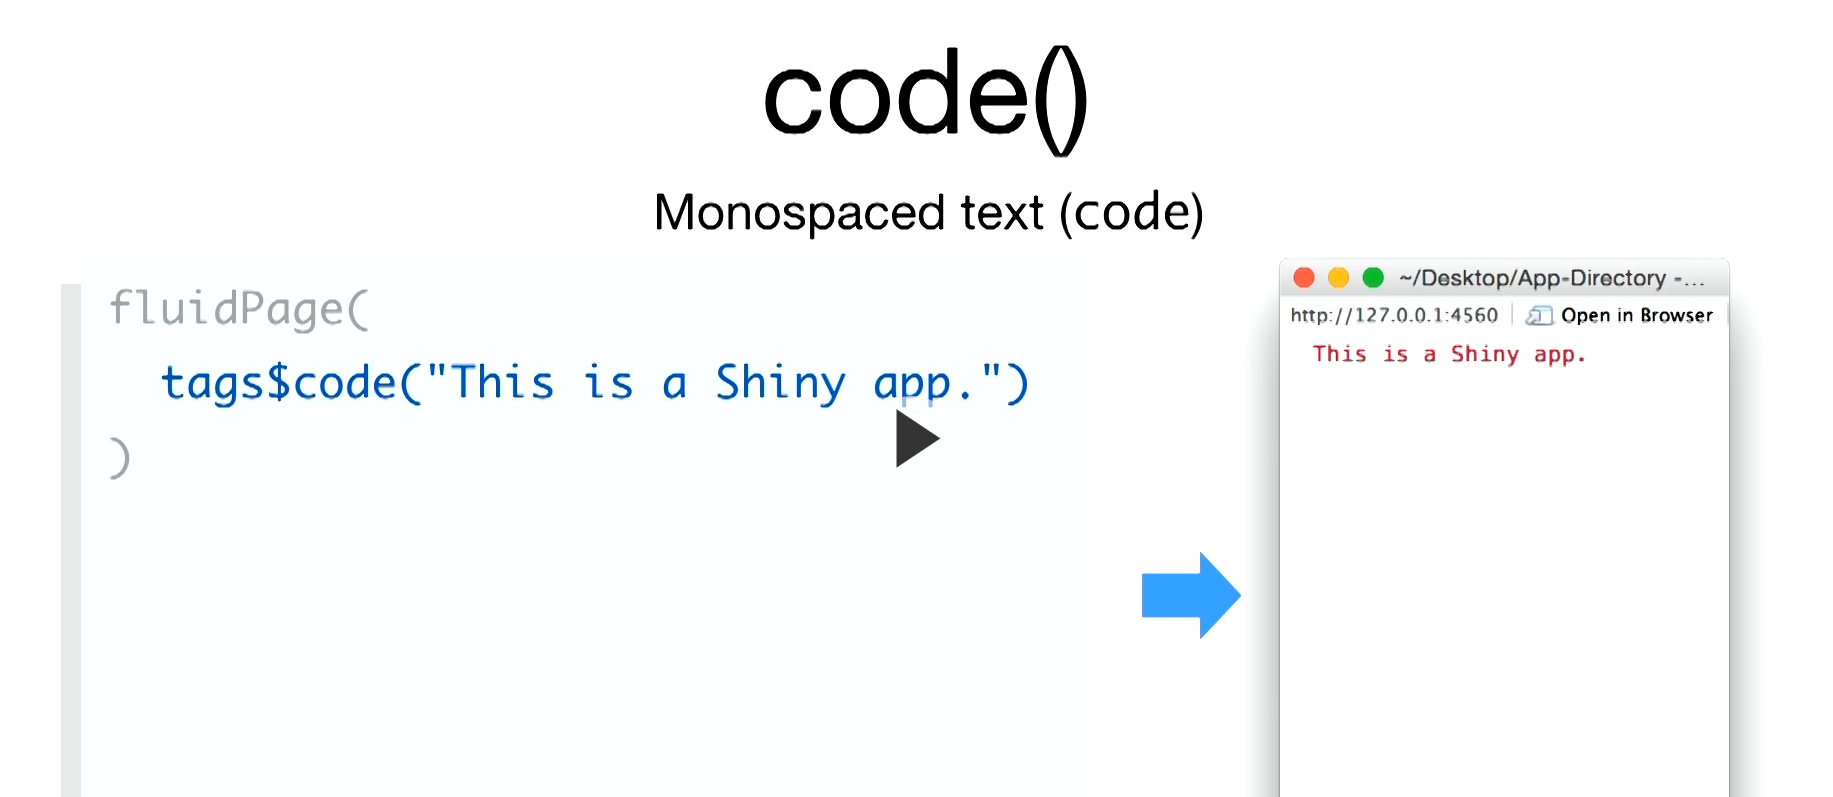 code()
Monospaced text (code)
fluidPage(
tags$code("This is a Shiny app.")
)
~/Desktop/App-Directory -...
http://127.0.0.1:4560 Open in Browser
This is a Shiny app.